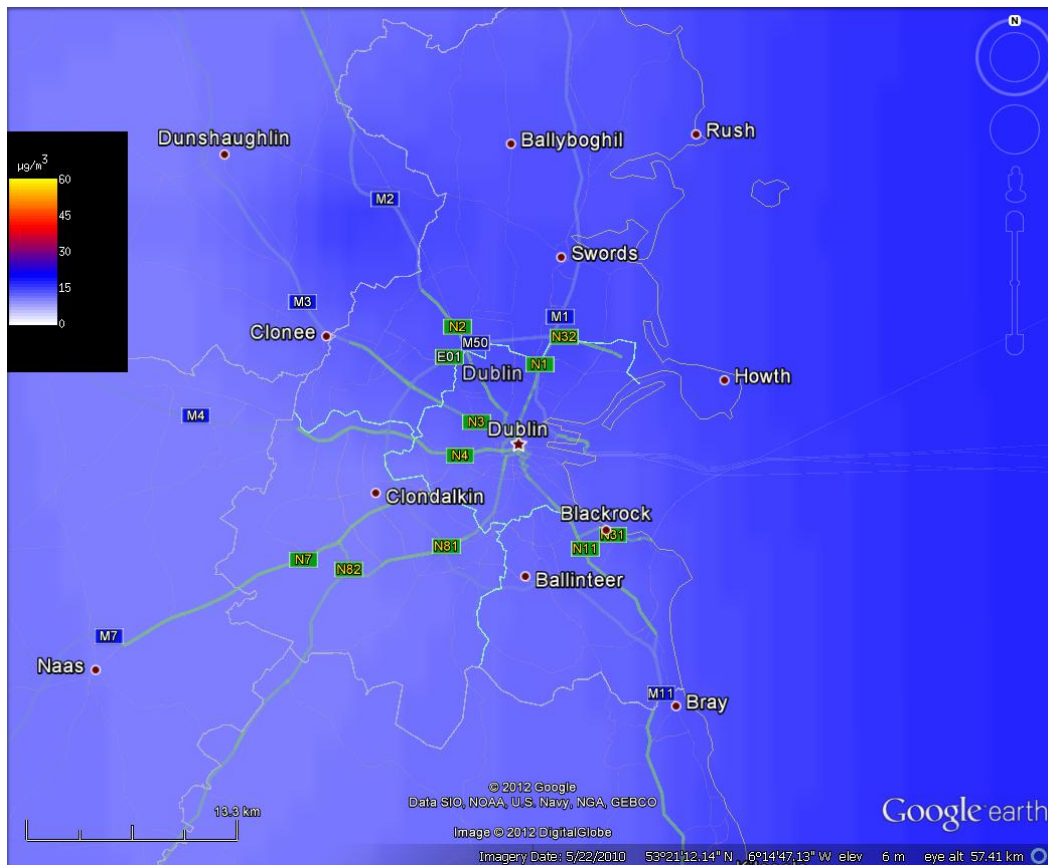 N
Dunshaughlin
Ballyboghil
Rush
µg/m³
60
45
30
15
0
M2
Swords
M3
M1
Clonee
N2
M50
N32
E01
N1
Dublin
Howth
M4
N3
Dublin
N4
Clondalkin
Blackrock
N31
N81
N11
N7
N82
Ballinteer
M7
Naas
M11
Bray
© 2012 Google
Data SIO, NOAA, U.S. Navy, NGA, GEBCO
13.3 km
Google earth
Image © 2012 DigitalGlobe
Imagery Date: 5/22/2010 53°21'12.14" N 6°14'47.13" W elev 6 m eye alt 57.41 km